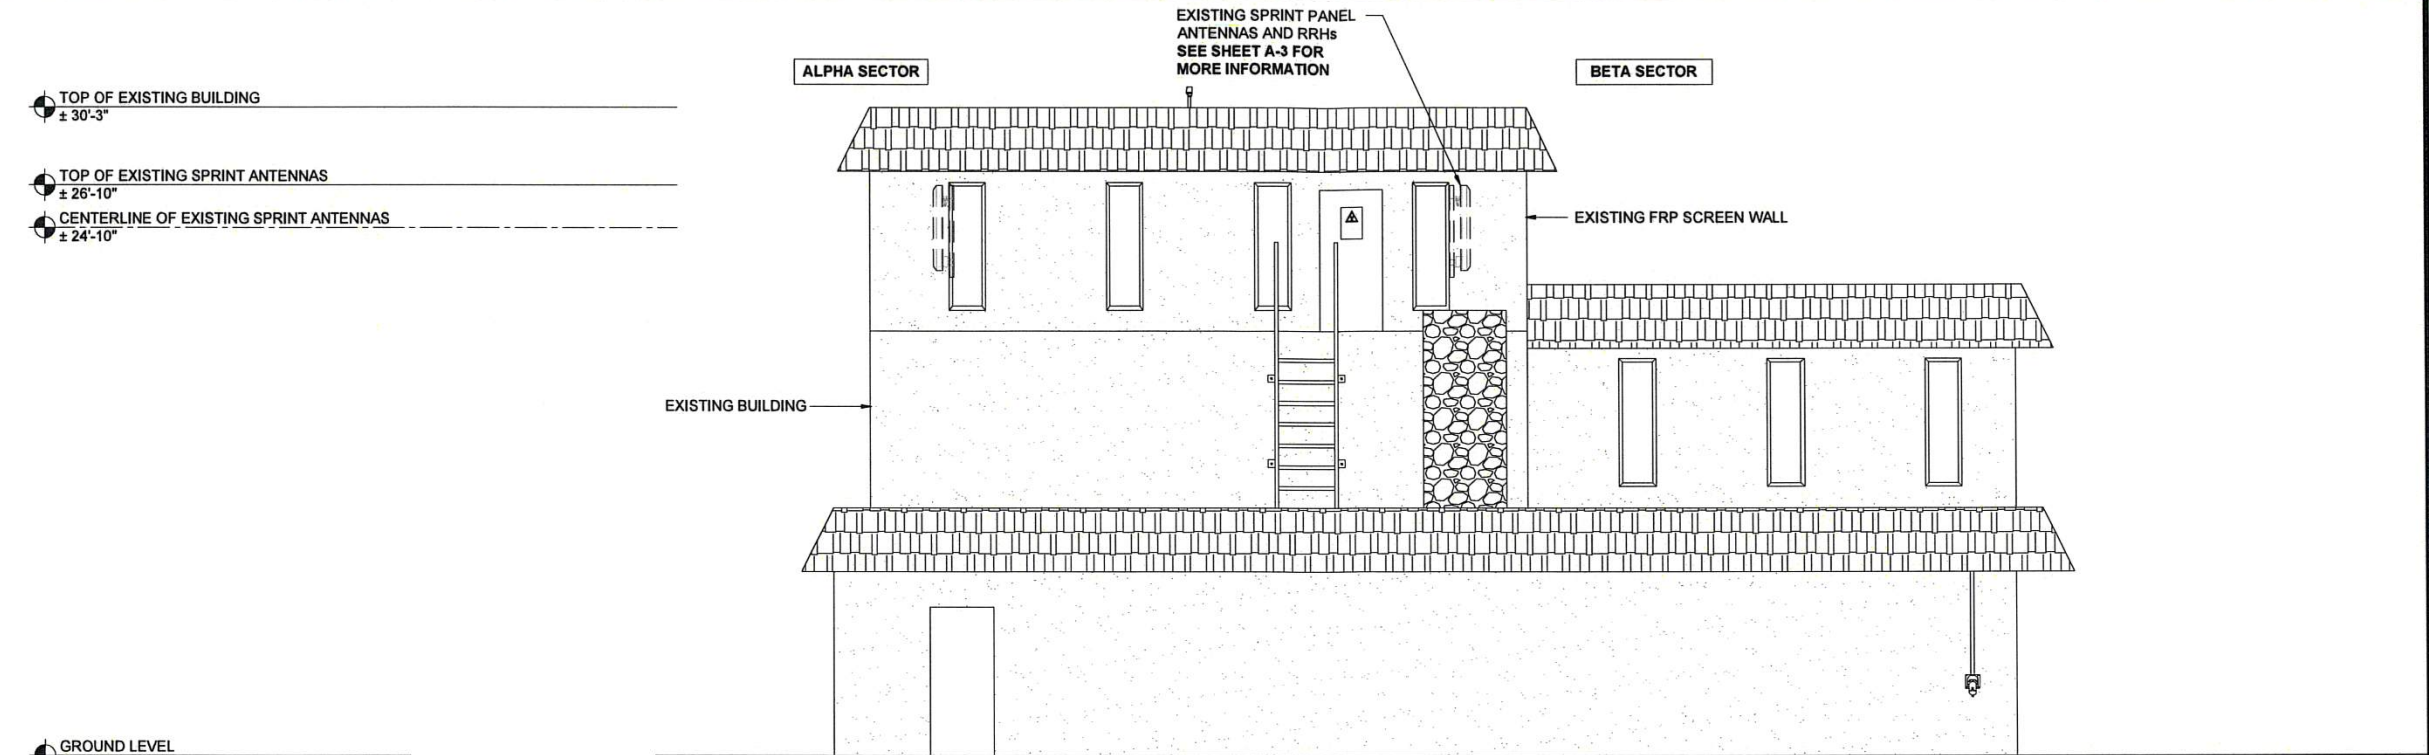 EXISTING SPRINT PANEL
ANTENNAS AND RRHs
SEE SHEET A-3 FOR
MORE INFORMATION
ALPHA SECTOR
BETA SECTOR
TOP OF EXISTING BUILDING
± 30'-3"
TOP OF EXISTING SPRINT ANTENNAS
± 26'-10"
CENTERLINE OF EXISTING SPRINT ANTENNAS
± 24'-10"
EXISTING FRP SCREEN WALL
EXISTING BUILDING
GROUND LEVEL